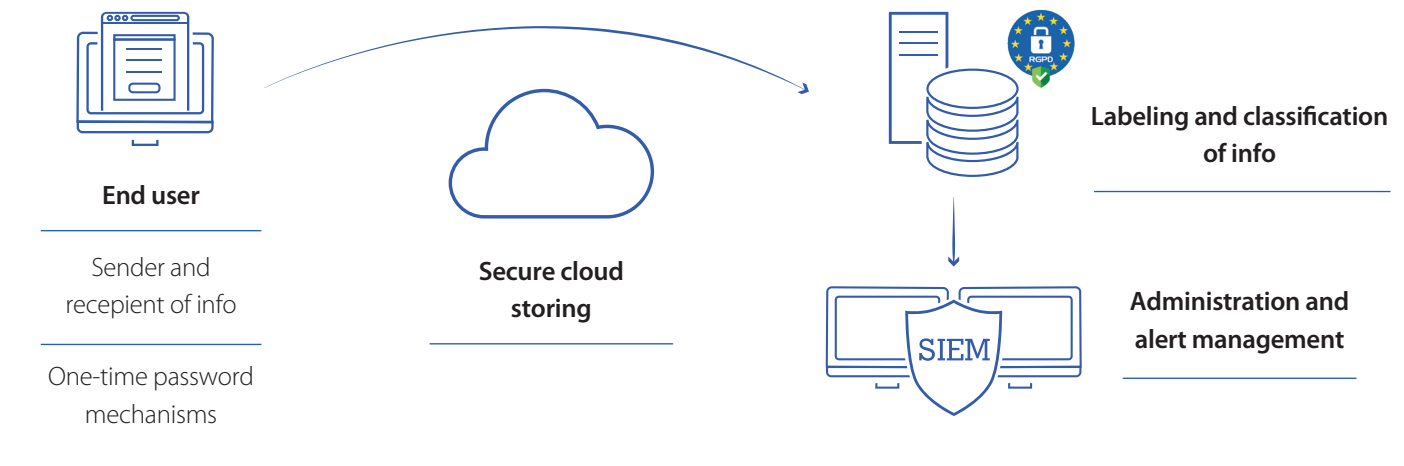 End user
Sender and
recepient of info
One-time password
mechanisms
Secure cloud
storing
RGPD
Labeling and classification
of info
SIEM
Administration and
alert management